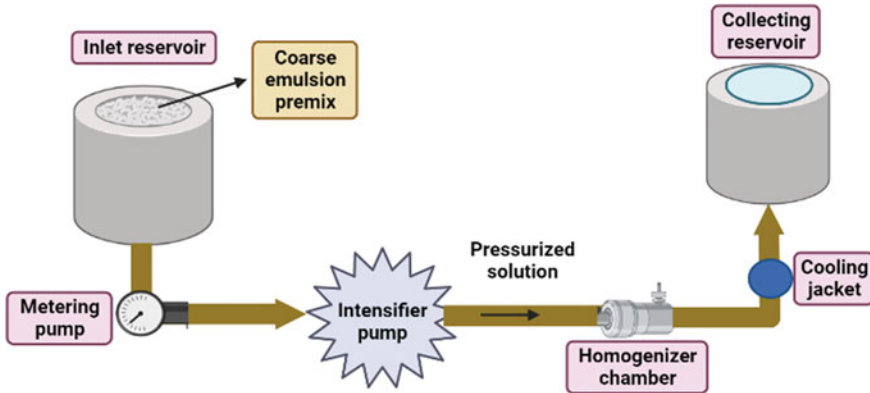 Inlet reservoir
Coarse
emulsion
premix
Collecting
reservoir
Metering
pump
Intensifier
pump
Pressurized
solution
Homogenizer
chamber
Cooling
jacket